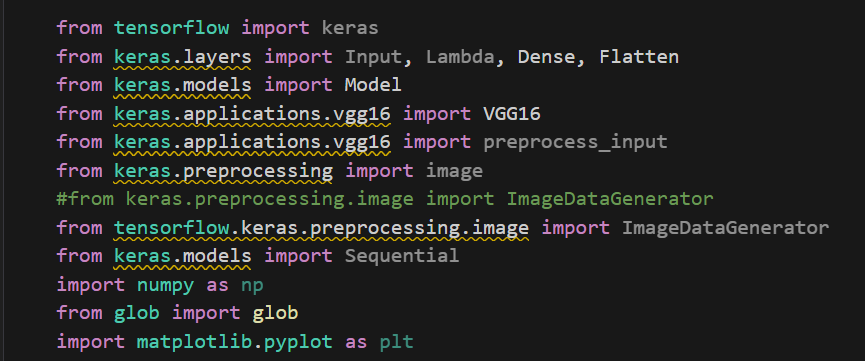 from tensorflow import keras
from keras.layers import Input, Lambda, Dense, Flatten
from keras.models import Model
from keras.applications.vgg16 import VGG16
from keras.applications.vgg16 import preprocess_input
from keras.preprocessing import image
#from keras.preprocessing.image import ImageDataGenerator
from tensorflow.keras.preprocessing.image import ImageDataGenerator
from keras.models import Sequential
import numpy as np
from glob import glob
import matplotlib.pyplot as plt